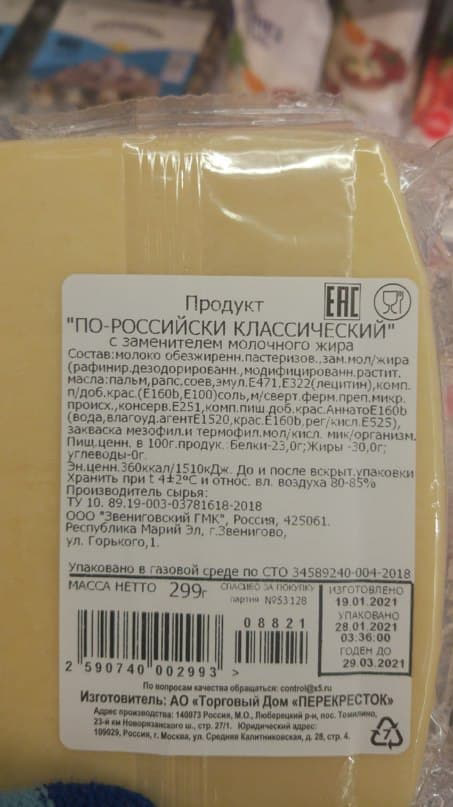 Продукт
EAC
"ПО-РОССИЙСКИ КЛАССИЧЕСКИЙ"
с заменителем молочного жира
Состав:молоко обезжиренн.пастеризов.,зам.мол/жира
(рафинир.дезодорированн.,модифицированн.растит.
масла:пальм,рапс,соев,эмул.Е471,Е322(лецитин),комп.
п/доб.крас.(Е160b,Е100)соль,м/сверт.ферм.преп.микр.
происх.,консерв.Е251,комп.пищ.доб.крас.АннатоЕ160b
(вода,влагоуд.агентЕ1520,крас.Е160b,рег/кисл.Е525),
закваска мезофил.и термофил.мол/кисл. мик/организм.
Пищ.ценн. в 100г.продук. Белки-23,0г;Жиры -30,0г;
углеводы-0г.
Эн.ценн.360ккал/1510кДж. До и после вскрыт.упаковки
Хранить при t 4±2°С и относ. вл. воздуха 80-85%
Производитель сырья:
ТУ 10. 89.19-003-03781618-2018
ООО "Звениговский ГМК", Россия, 425061.
Республика Марий Эл, г.Звенигово,
ул. Горького,1.
Упаковано в газовой среде по СТО 34589240-004-2018
МАССА НЕТТО 299г
СПАСИБО ЗА ПОКУПКУ
партия №53128
08821
ИЗГОТОВЛЕНО
19.01.2021
УПАКОВАНО
28.01.2021
03:36:00
ГОДЕН ДО
29.03.2021
2 590740 002993 >
По вопросам качества обращаться: control@x5.ru
Изготовитель: АО «Торговый Дом «ПЕРЕКРЕСТОК»
Адрес производства: 140073 Россия, М.О., Люберецкий р-н, пос. Томилино,
23-й км Новорязанского ш., стр. 27/1. Юридический адрес:
109029, Россия, г. Москва, ул. Средняя Калитниковская, д. 28, стр. 4.
7